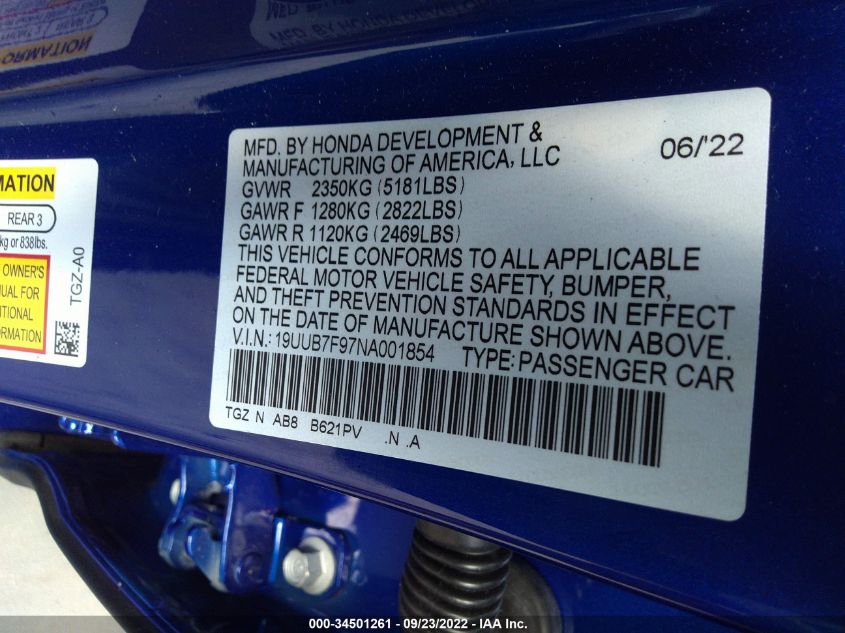 MFD. BY HONDA DEVELOPMENT &
MANUFACTURING OF AMERICA, LLC
06/'22
GVWR 2350KG (5181LBS)
GAWR F 1280KG (2822LBS)
GAWR R 1120KG (2469LBS)
THIS VEHICLE CONFORMS TO ALL APPLICABLE
FEDERAL MOTOR VEHICLE SAFETY, BUMPER,
AND THEFT PREVENTION STANDARDS IN EFFECT
ON THE DATE OF MANUFACTURE SHOWN ABOVE.
V.I.N.: 19UUB7F97NA001854 TYPE: PASSENGER CAR
TGZ N AB8 B621PV .N .A
MATION
REAR 3
kg or 838lbs.
OWNER'S
UAL FOR
ITIONAL
ORMATION
TGZ-A0
000-34501261 - 09/23/2022 - IAA Inc.